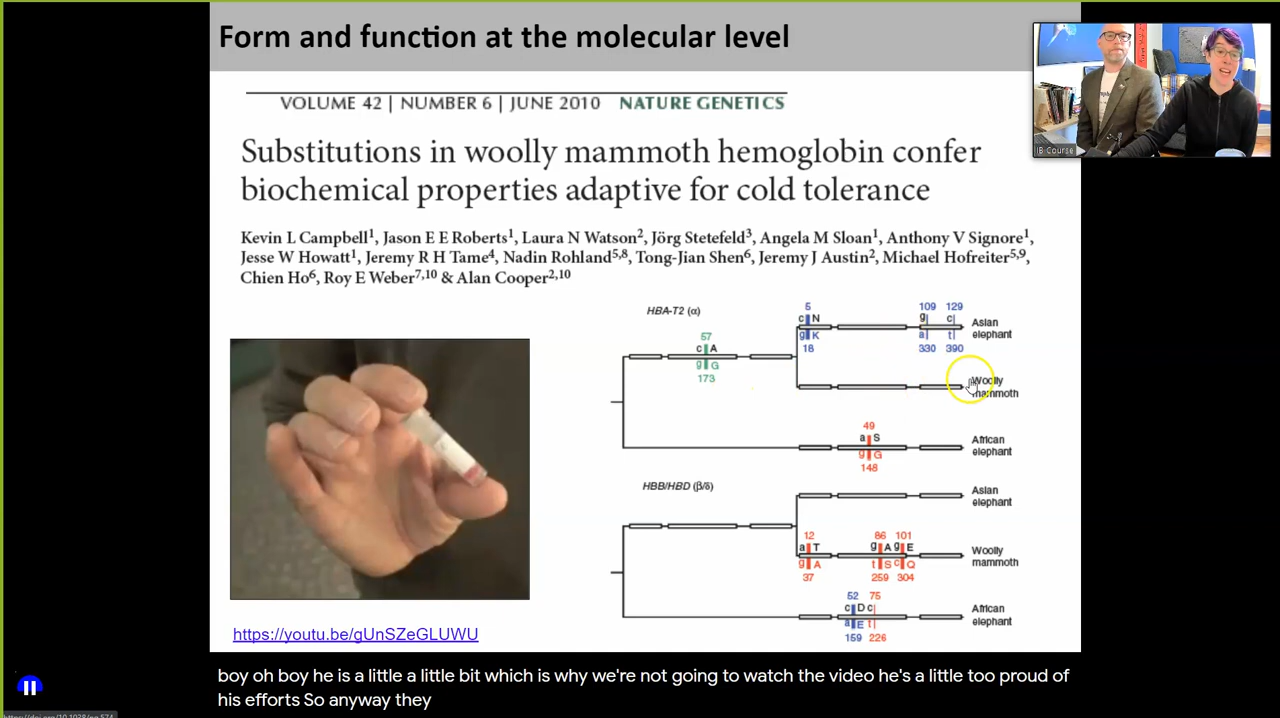 Form and function at the molecular level
VOLUME 42 | NUMBER 6 | JUNE 2010 NATURE GENETICS
Substitutions in woolly mammoth hemoglobin confer
biochemical properties adaptive for cold tolerance
Kevin L Campbell1, Jason E E Roberts1, Laura N Watson2, Jörg Stetefeld3, Angela M Sloan1, Anthony V Signore1,
Jesse W Howatt1, Jeremy R H Tame4, Nadin Rohland5,8, Tong-Jian Shen6, Jeremy J Austin2, Michael Hofreiter5,9,
Chien Ho6, Roy E Weber7,10 & Alan Cooper2,10
HBA-T2 (α)
57
c A
g G
173
5
c N
g K
18
109 129
g c
a t
330 390
Asian
elephant
Woolly
mammoth
49
a S
g G
148
African
elephant
HBB/HBD (β/δ)
Asian
elephant
12
a T
g A
37
86 101
g A g E
t S c Q
259 304
Woolly
mammoth
52 75
c D c
a E t
159 226
African
elephant
https://youtu.be/gUnSZeGLUWU
IB Course
boy oh boy he is a little a little bit which is why we're not going to watch the video he's a little too proud of
his efforts So anyway they